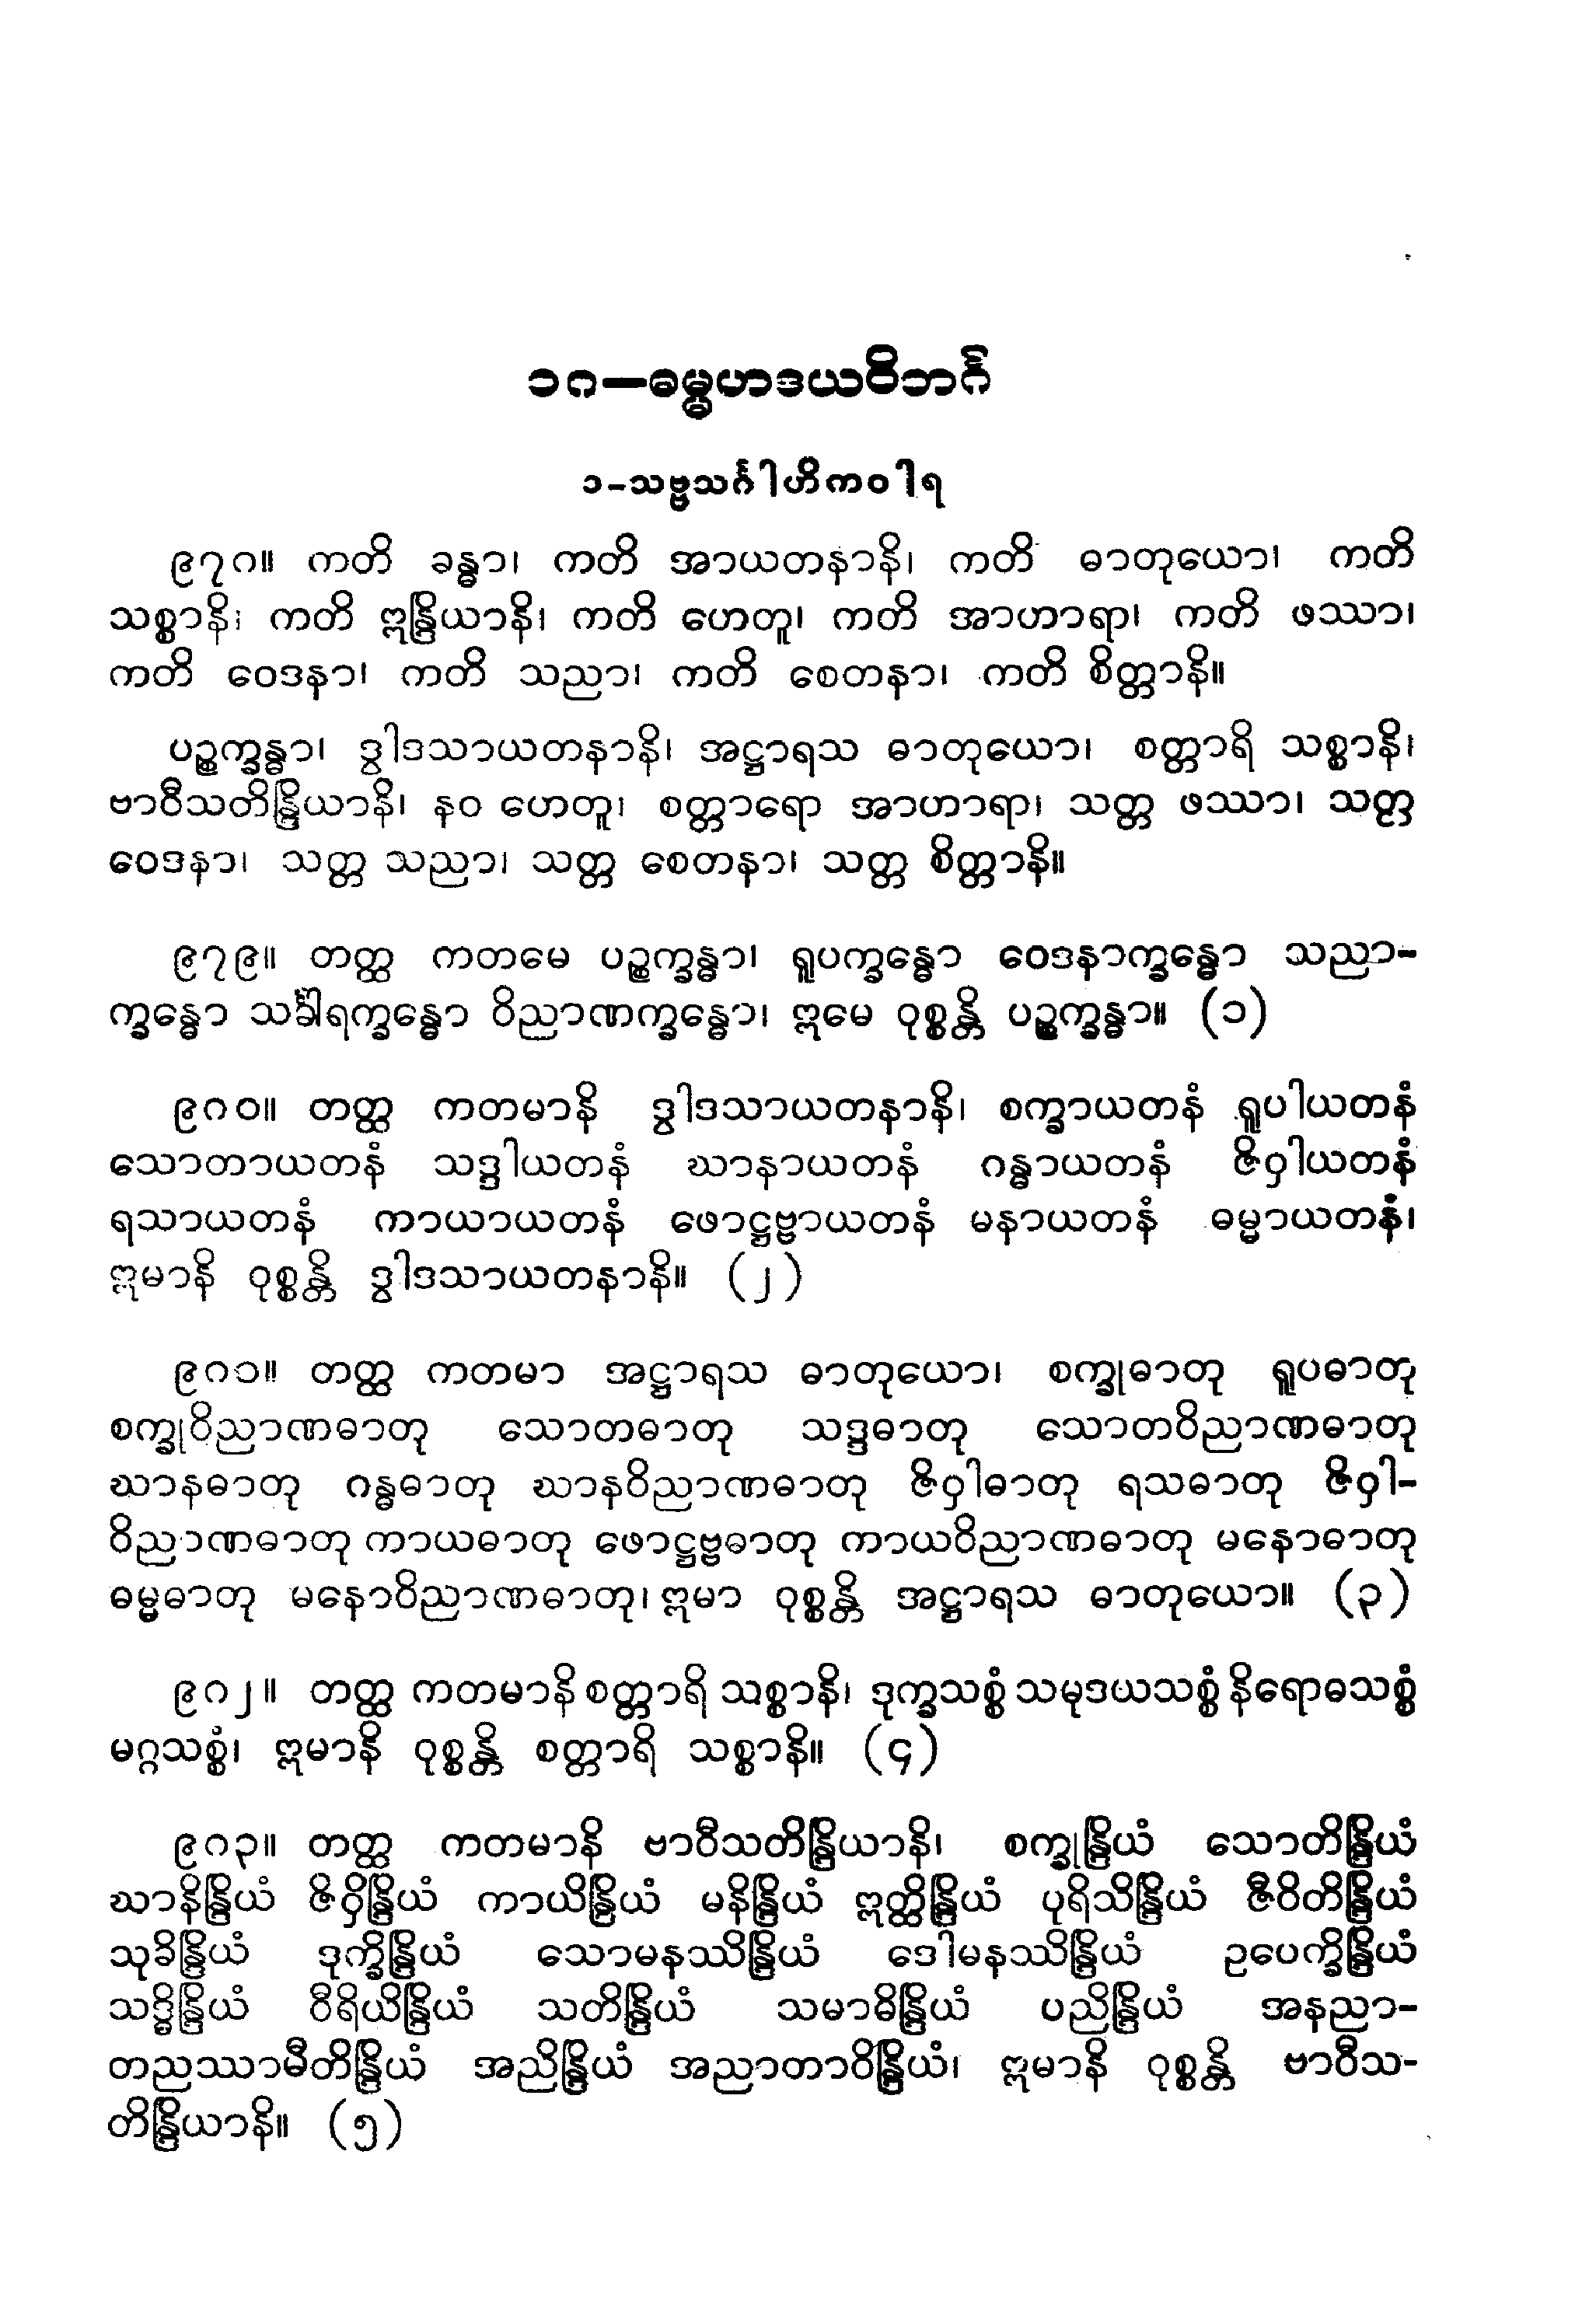 ၁၈—ဓမ္မဟဒယဝိဘင်္ဂ
၁-သဗ္ဗသင်္ဂါဟိကဝါရ
၉၇၈။ ကတိ ခန္ဓာ၊ ကတိ အာယတနာနိ၊ ကတိ ဓာတုယော၊ ကတိ
သစ္စာနိ၊ ကတိ ဣန္ဒြိယာနိ၊ ကတိ ဟေတူ၊ ကတိ အာဟာရာ၊ ကတိ ဖဿာ၊
ကတိ ဝေဒနာ၊ ကတိ သညာ၊ ကတိ စေတနာ၊ ကတိ စိတ္တာနိ။
ပဉ္စက္ခန္ဓာ၊ ဒွါဒသာယတနာနိ၊ အဋ္ဌာရသ ဓာတုယော၊ စတ္တာရိ သစ္စာနိ၊
ဗာဝီသတိန္ဒြိယာနိ၊ နဝ ဟေတူ၊ စတ္တာရော အာဟာရာ၊ သတ္တ ဖဿာ၊ သတ္တ
ဝေဒနာ၊ သတ္တ သညာ၊ သတ္တ စေတနာ၊ သတ္တ စိတ္တာနိ။
၉၇၉။ တတ္ထ ကတမေ ပဉ္စက္ခန္ဓာ၊ ရူပက္ခန္ဓော ဝေဒနာက္ခန္ဓော သညာ-
က္ခန္ဓော သင်္ခါရက္ခန္ဓော ဝိညာဏက္ခန္ဓော၊ ဣမေ ဝုစ္စန္တိ ပဉ္စက္ခန္ဓာ။ (၁)
၉၈၀။ တတ္ထ ကတမာနိ ဒွါဒသာယတနာနိ၊ စက္ခာယတနံ ရူပါယတနံ
သောတာယတနံ သဒ္ဒါယတနံ ဃာနာယတနံ ဂန္ဓာယတနံ ဇိဝှါယတနံ
ရသာယတနံ ကာယာယတနံ ဖောဋ္ဌဗ္ဗာယတနံ မနာယတနံ ဓမ္မာယတနံ၊
ဣမာနိ ဝုစ္စန္တိ ဒွါဒသာယတနာနိ။ (၂)
၉၈၁။ တတ္ထ ကတမာ အဋ္ဌာရသ ဓာတုယော၊ စက္ခုဓာတု ရူပဓာတု
စက္ခုဝိညာဏဓာတု သောတဓာတု သဒ္ဒဓာတု သောတဝိညာဏဓာတု
ဃာနဓာတု ဂန္ဓဓာတု ဃာနဝိညာဏဓာတု ဇိဝှါဓာတု ရသဓာတု ဇိဝှါ-
ဝိညာဏဓာတု ကာယဓာတု ဖောဋ္ဌဗ္ဗဓာတု ကာယဝိညာဏဓာတု မနောဓာတု
ဓမ္မဓာတု မနောဝိညာဏဓာတု၊ ဣမာ ဝုစ္စန္တိ အဋ္ဌာရသ ဓာတုယော။ (၃)
၉၈၂။ တတ္ထ ကတမာနိ စတ္တာရိ သစ္စာနိ၊ ဒုက္ခသစ္စံ သမုဒယသစ္စံ နိရောဓသစ္စံ
မဂ္ဂသစ္စံ၊ ဣမာနိ ဝုစ္စန္တိ စတ္တာရိ သစ္စာနိ။ (၄)
၉၈၃။ တတ္ထ ကတမာနိ ဗာဝီသတိန္ဒြိယာနိ၊ စက္ခုန္ဒြိယံ သောတိန္ဒြိယံ
ဃာနိန္ဒြိယံ ဇိဝှိန္ဒြိယံ ကာယိန္ဒြိယံ မနိန္ဒြိယံ ဣတ္ထိန္ဒြိယံ ပုရိသိန္ဒြိယံ ဇီဝိတိန္ဒြိယံ
သုခိန္ဒြိယံ ဒုက္ခိန္ဒြိယံ သောမနဿိန္ဒြိယံ ဒေါမနဿိန္ဒြိယံ ဥပေက္ခိန္ဒြိယံ
သဒ္ဓိန္ဒြိယံ ဝီရိယိန္ဒြိယံ သတိန္ဒြိယံ သမာဓိန္ဒြိယံ ပညိန္ဒြိယံ အနညာ-
တညဿာမီတိန္ဒြိယံ အညိန္ဒြိယံ အညာတာဝိန္ဒြိယံ၊ ဣမာနိ ဝုစ္စန္တိ ဗာဝီသ-
တိန္ဒြိယာနိ။ (၅)